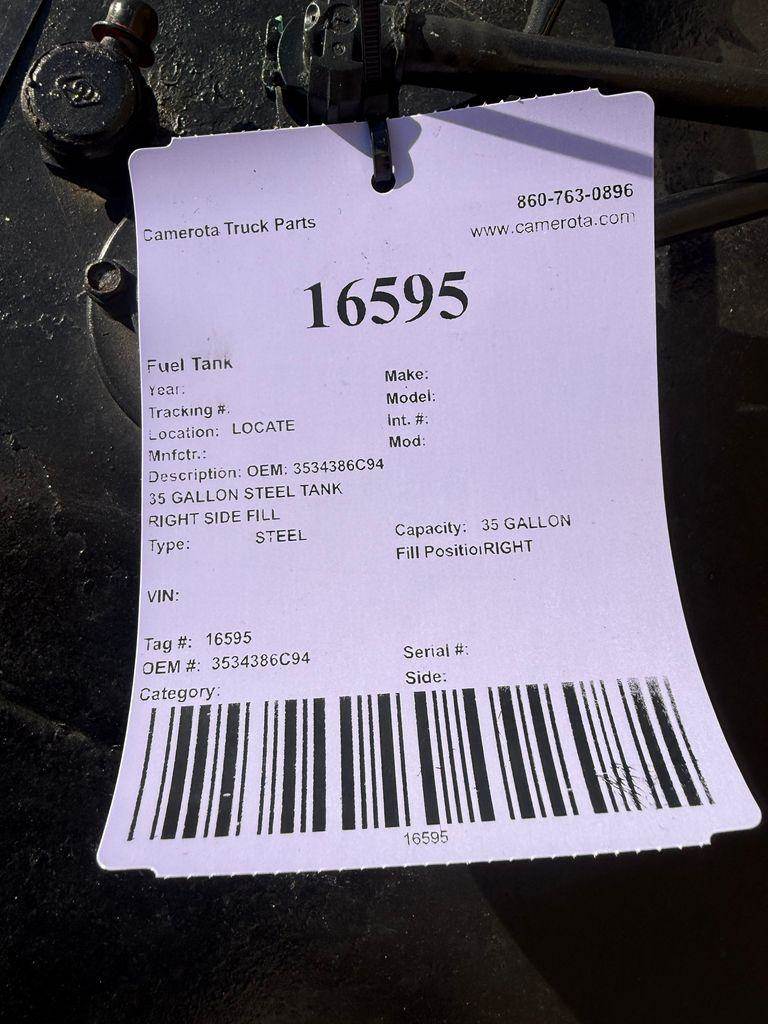 860-763-0896
Camerota Truck Parts
www.camerota.com
16595
Fuel Tank
Year:
Make:
Tracking #:
Model:
Location: LOCATE
Int. #:
Mnfctr.:
Mod:
Description: OEM: 3534386C94
35 GALLON STEEL TANK
RIGHT SIDE FILL
Type: STEEL
Capacity: 35 GALLON
Fill Position RIGHT
VIN:
Tag #: 16595
Serial #:
OEM #: 3534386C94
Side:
Category:
16595